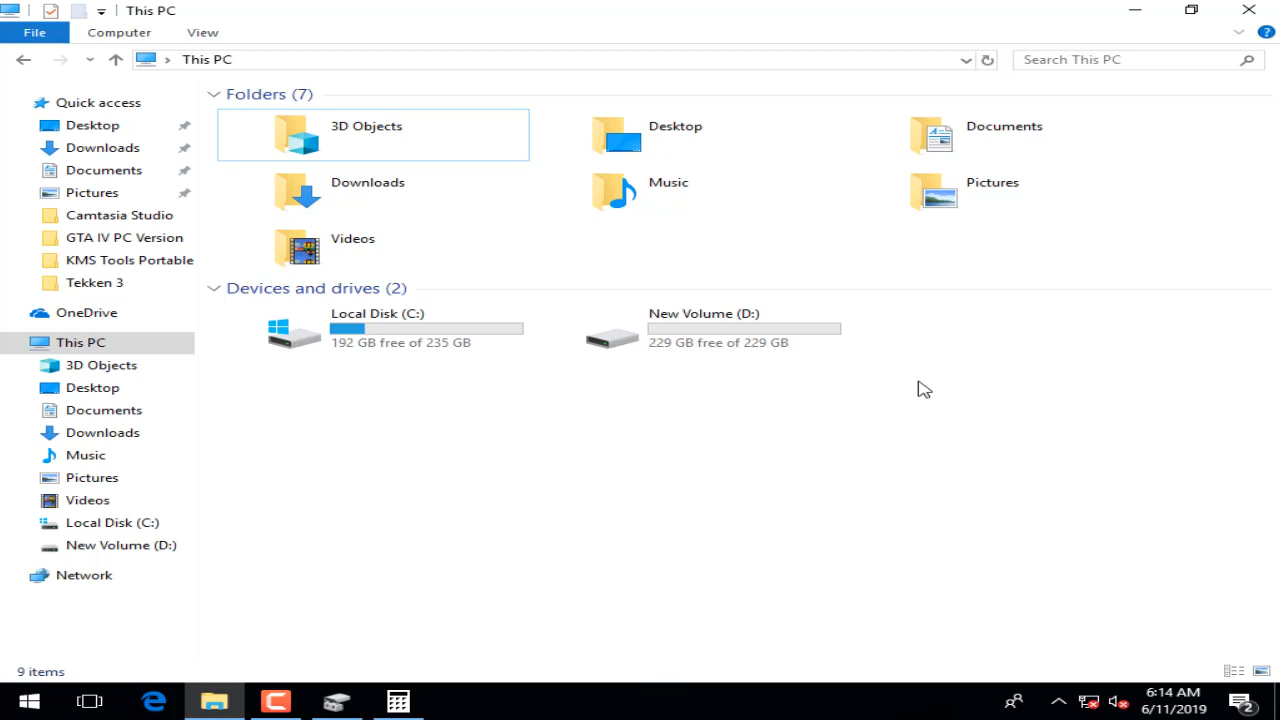 This PC
File
Computer
View
This PC
Search This PC
Quick access
Desktop
Downloads
Documents
Pictures
Camtasia Studio
GTA IV PC Version
KMS Tools Portable
Tekken 3
OneDrive
This PC
3D Objects
Desktop
Documents
Downloads
Music
Pictures
Videos
Local Disk (C:)
New Volume (D:)
Network
Folders (7)
3D Objects
Desktop
Documents
Downloads
Music
Pictures
Videos
Devices and drives (2)
Local Disk (C:)
192 GB free of 235 GB
New Volume (D:)
229 GB free of 229 GB
9 items
6:14 AM
6/11/2019
2